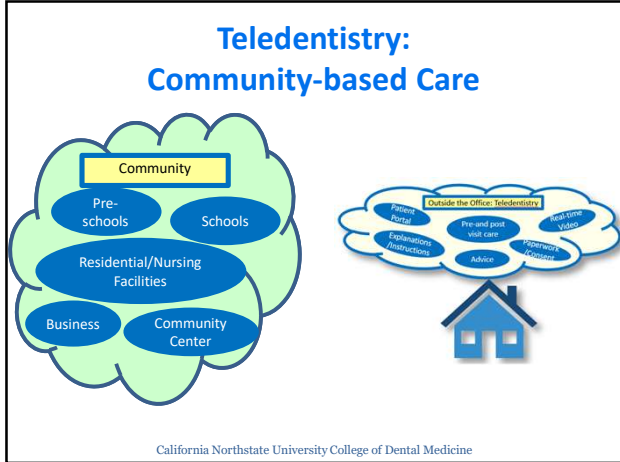 Teledentistry:
Community-based Care
Community
Pre-
schools
Schools
Residential/Nursing
Facilities
Business
Community
Center
Outside the Office: Teledentistry
Patient
Portal
Pre-and post
visit care
Real-time
Video
Explanations
/Instructions
Advice
Paperwork
/Consent
California Northstate University College of Dental Medicine